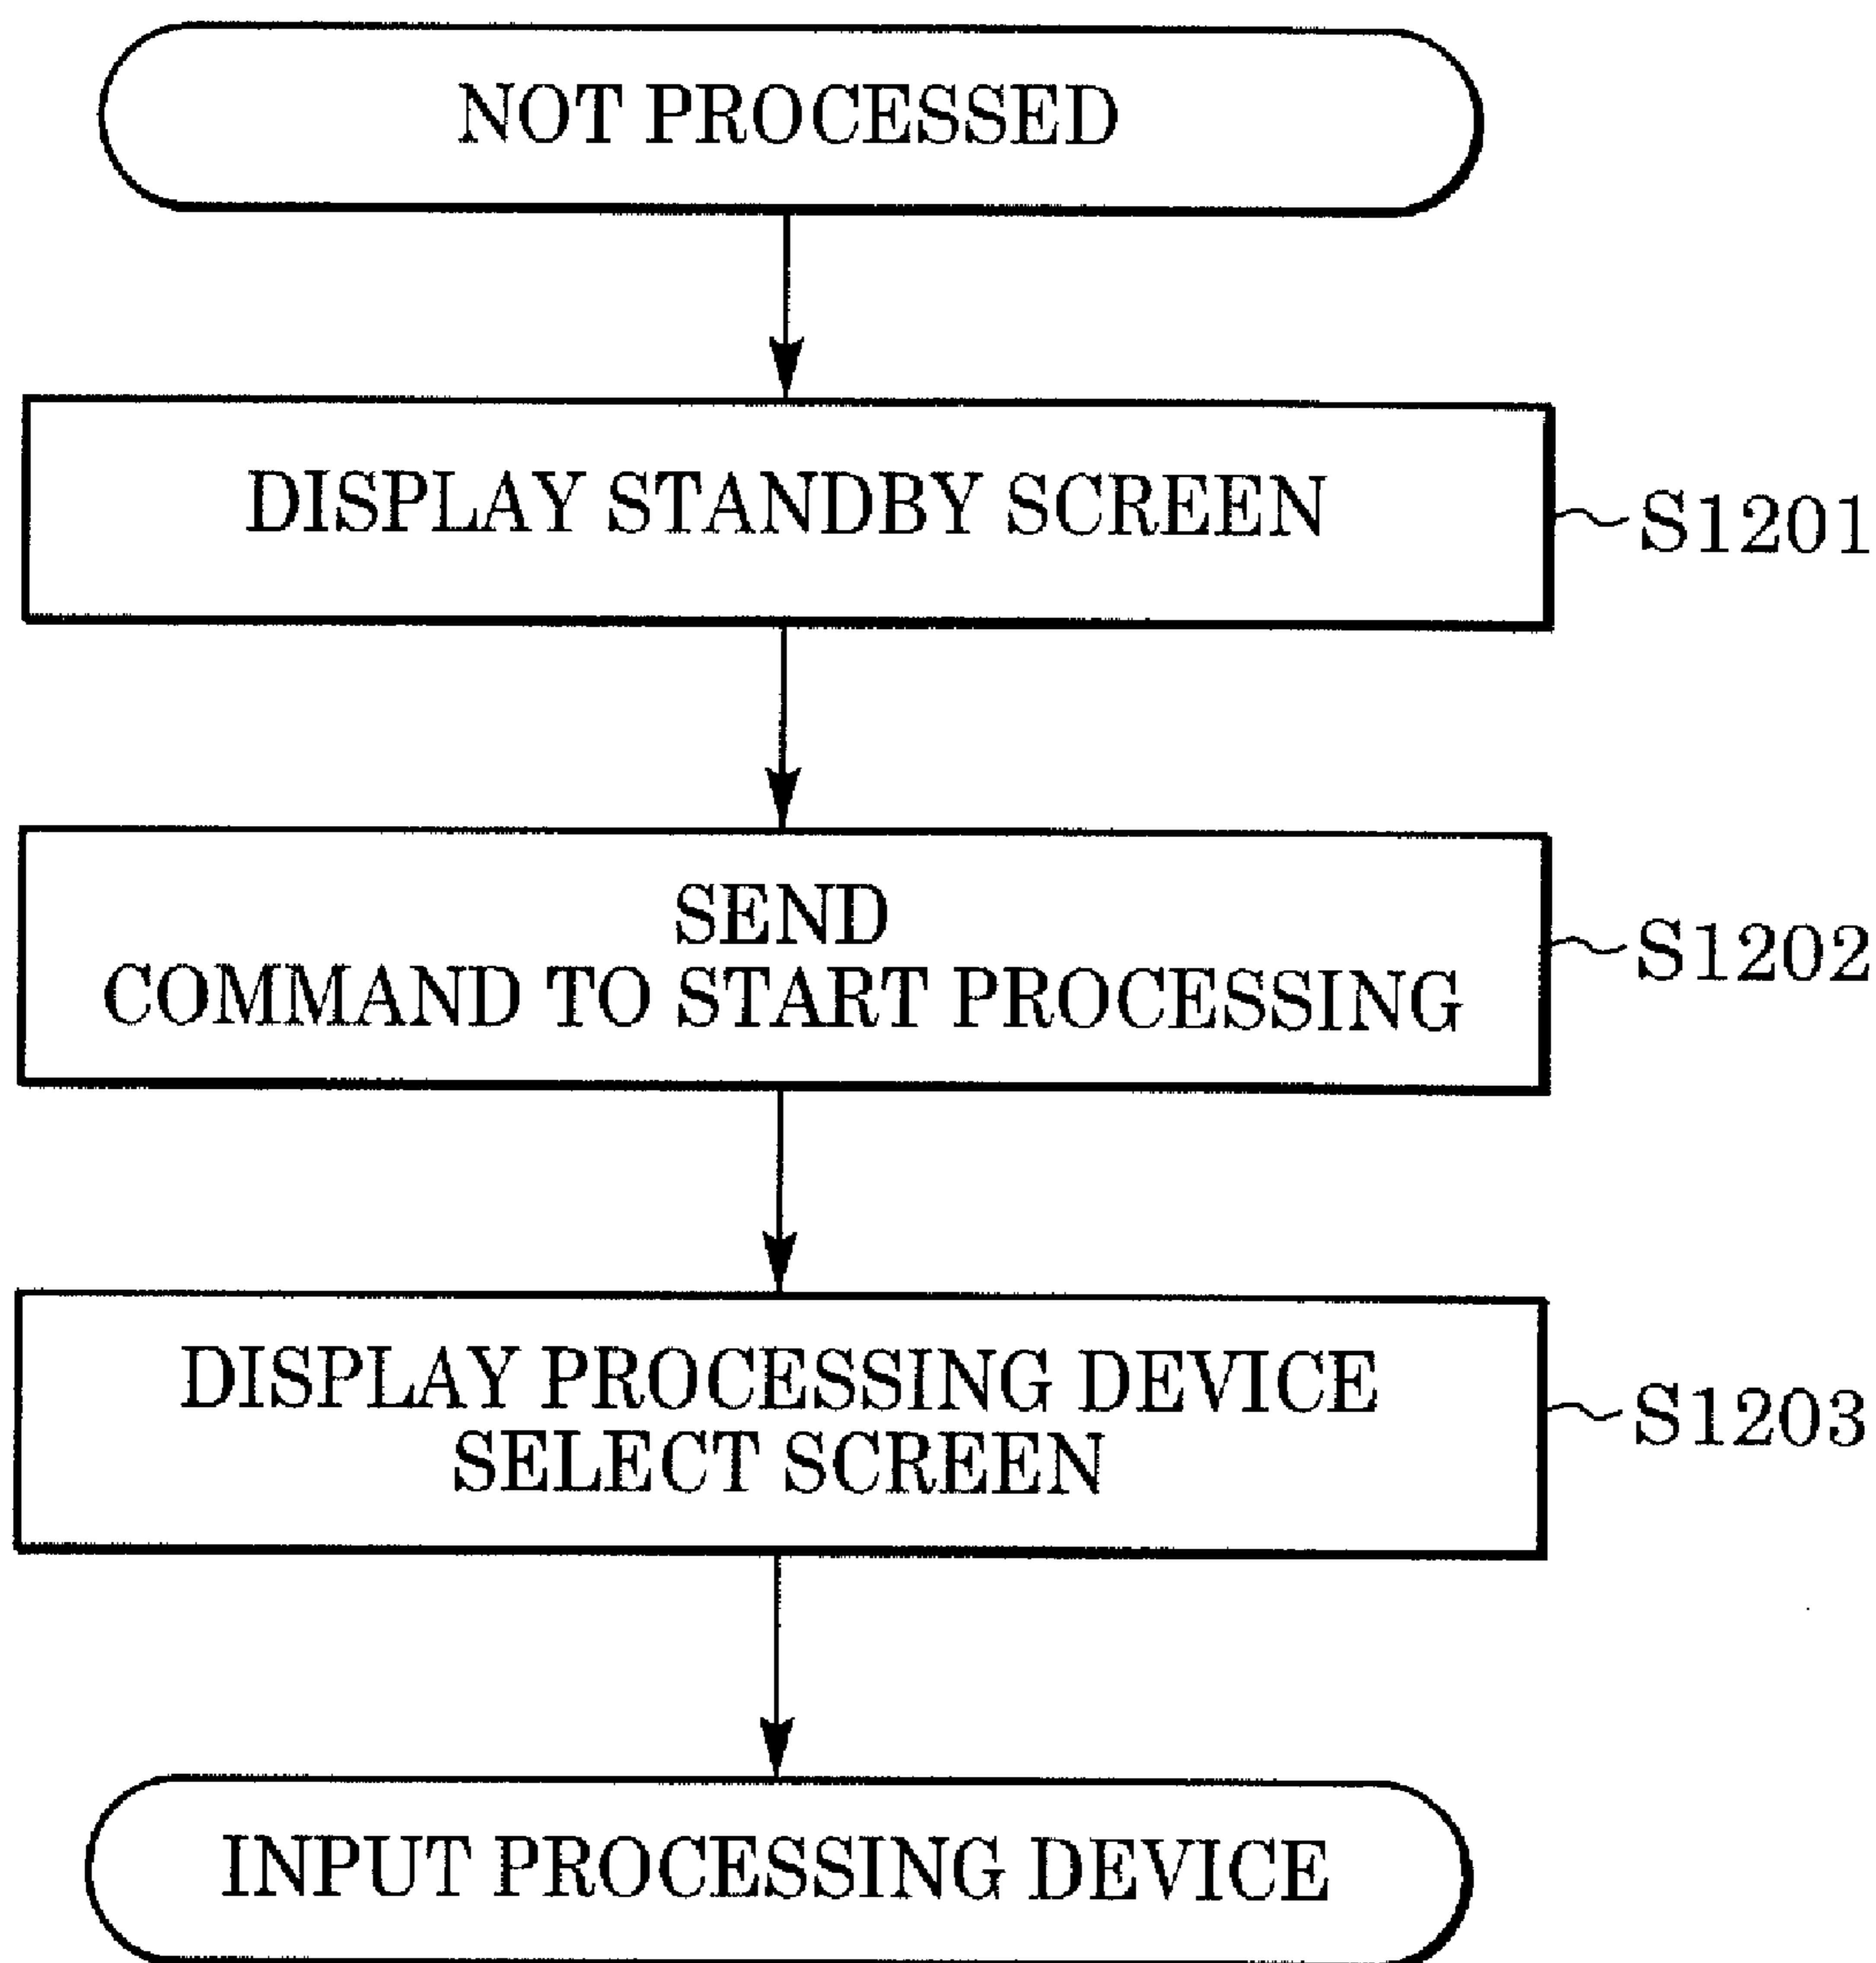 NOT PROCESSED
DISPLAY STANDBY SCREEN
S1201
SEND
COMMAND TO START PROCESSING
S1202
DISPLAY PROCESSING DEVICE
SELECT SCREEN
S1203
INPUT PROCESSING DEVICE